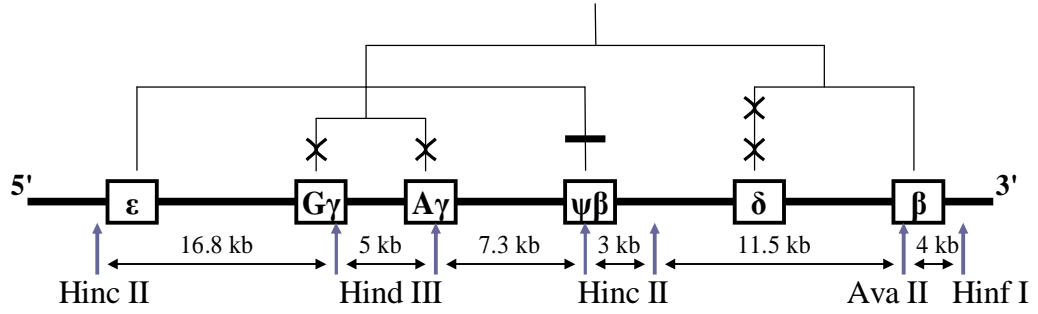 5' ε Gγ Aγ ψβ δ β 3'
16.8 kb 5 kb 7.3 kb 3 kb 11.5 kb 4 kb
Hinc II Hind III Hinc II Ava II Hinf I